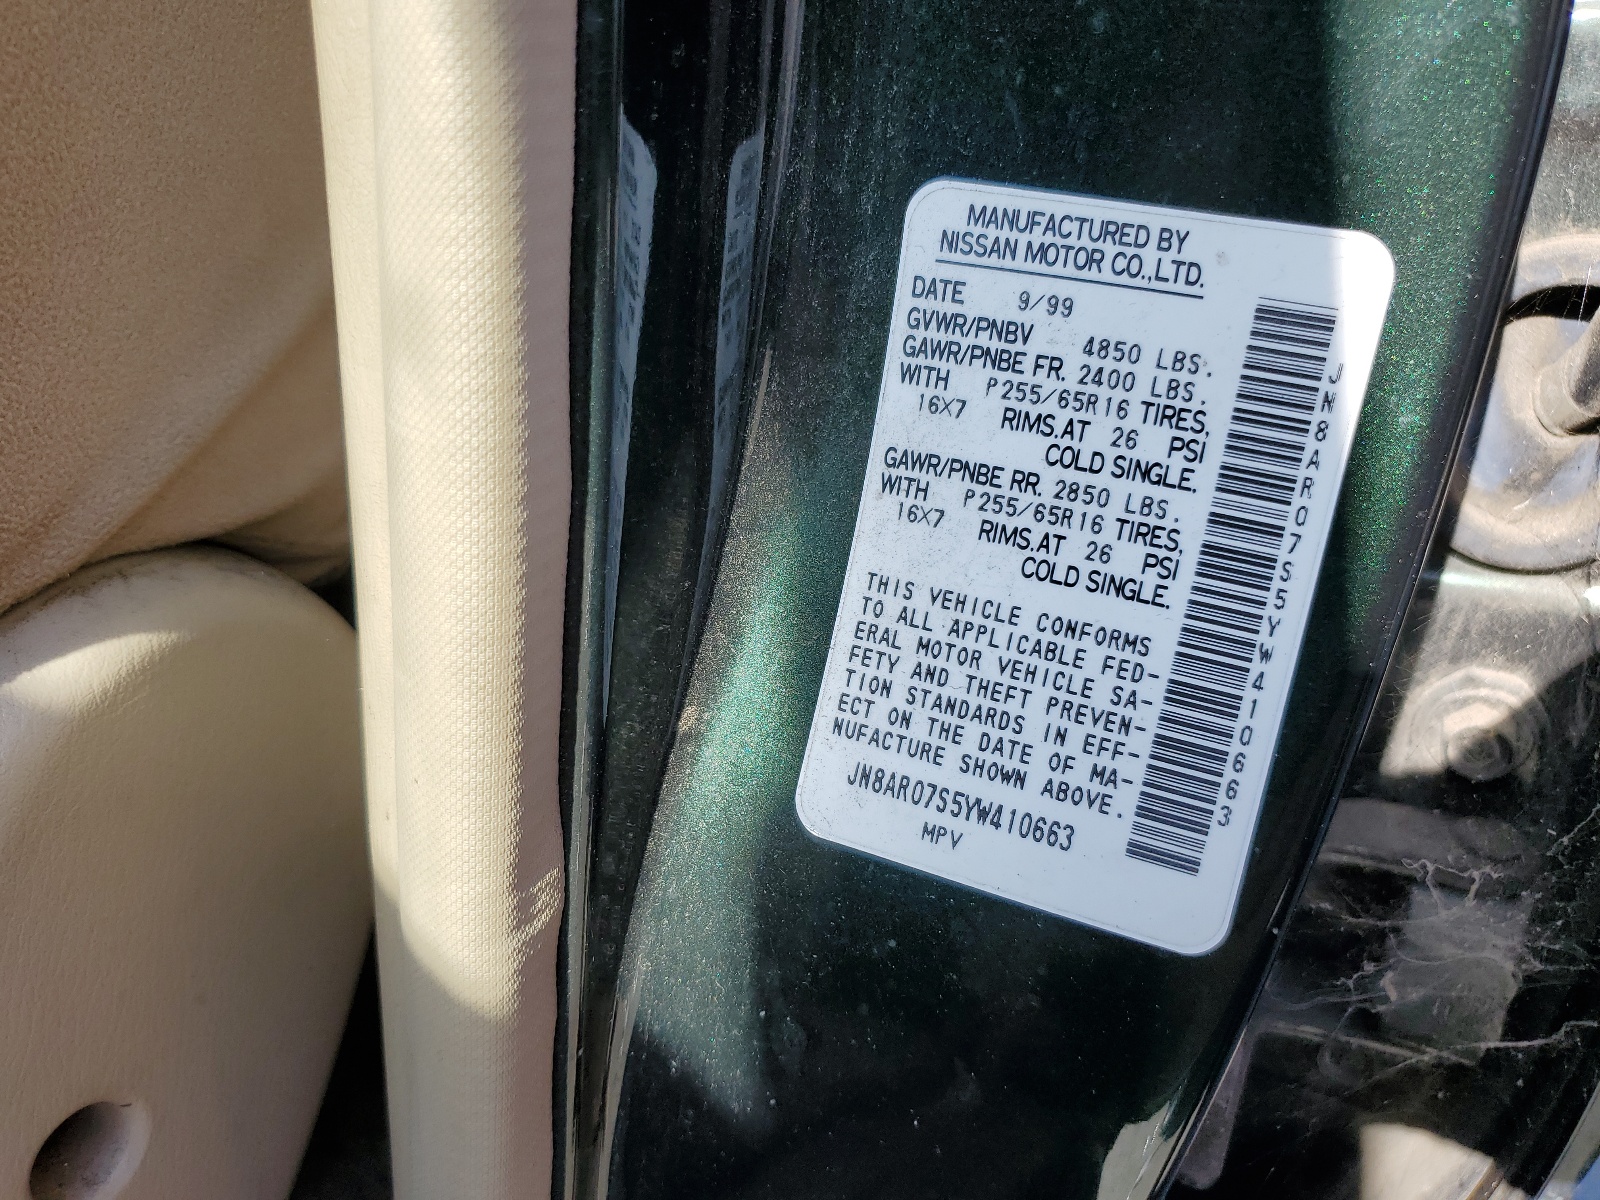 MANUFACTURED BY
NISSAN MOTOR CO.,LTD.
DATE 9/99
GVWR/PNBV 4850 LBS.
GAWR/PNBE FR. 2400 LBS.
WITH P255/65R16 TIRES,
16X7 RIMS.AT 26 PSI
COLD SINGLE.
GAWR/PNBE RR. 2850 LBS.
WITH P255/65R16 TIRES,
16X7 RIMS.AT 26 PSI
COLD SINGLE.
THIS VEHICLE CONFORMS
TO ALL APPLICABLE FED-
ERAL MOTOR VEHICLE SA-
FETY AND THEFT PREVEN-
TION STANDARDS IN EFF-
ECT ON THE DATE OF MA-
NUFACTURE SHOWN ABOVE.
JN8AR07S5YW410663
MPV
JN8AR07S5YW410663